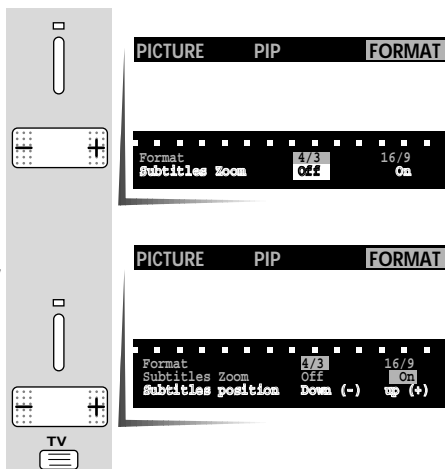 PICTURE PIP FORMAT
Format 4/3 16/9
Subtitles Zoom Off On
PICTURE PIP FORMAT
Format 4/3 16/9
Subtitles Zoom Off On
Subtitles position Down (-) up (+)
TV